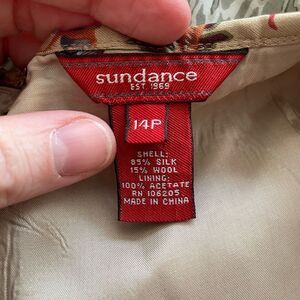 sundance
EST 1969
14P
SHELL:
85% SILK
15% WOOL
LINING:
100% ACETATE
RN 106205
MADE IN CHINA